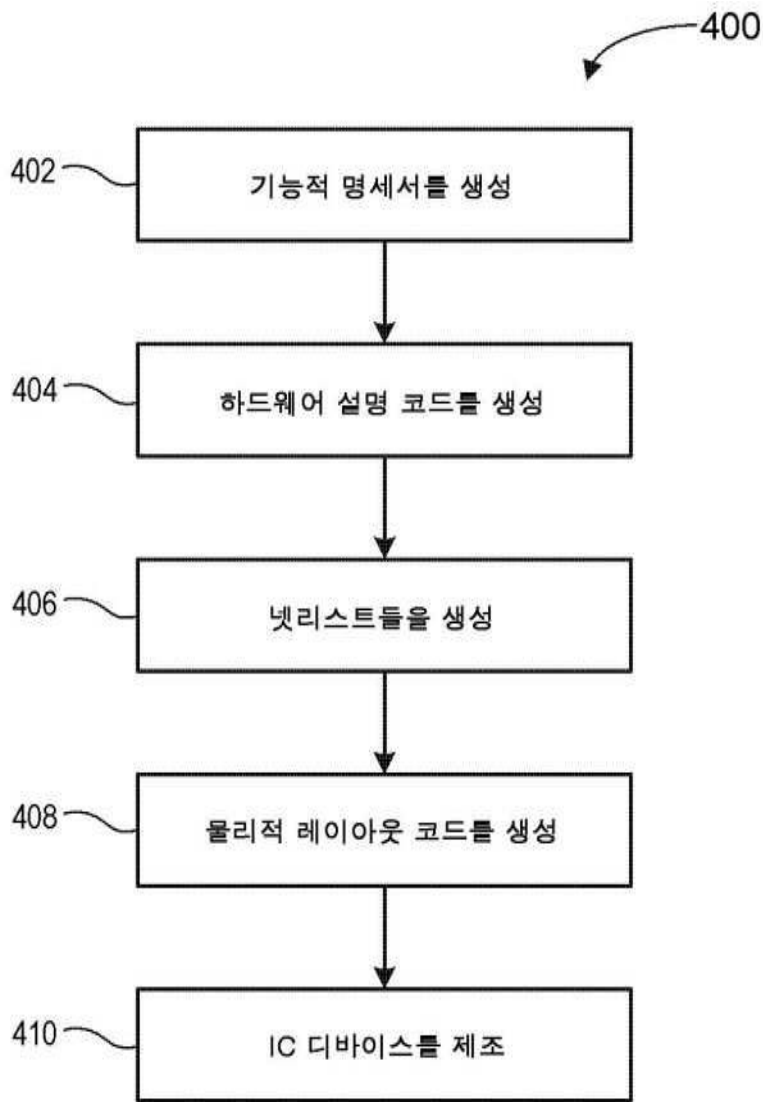 400
402
기능적 명세서를 생성
404
하드웨어 설명 코드를 생성
406
넷리스트들을 생성
408
물리적 레이아웃 코드를 생성
410
IC 디바이스를 제조